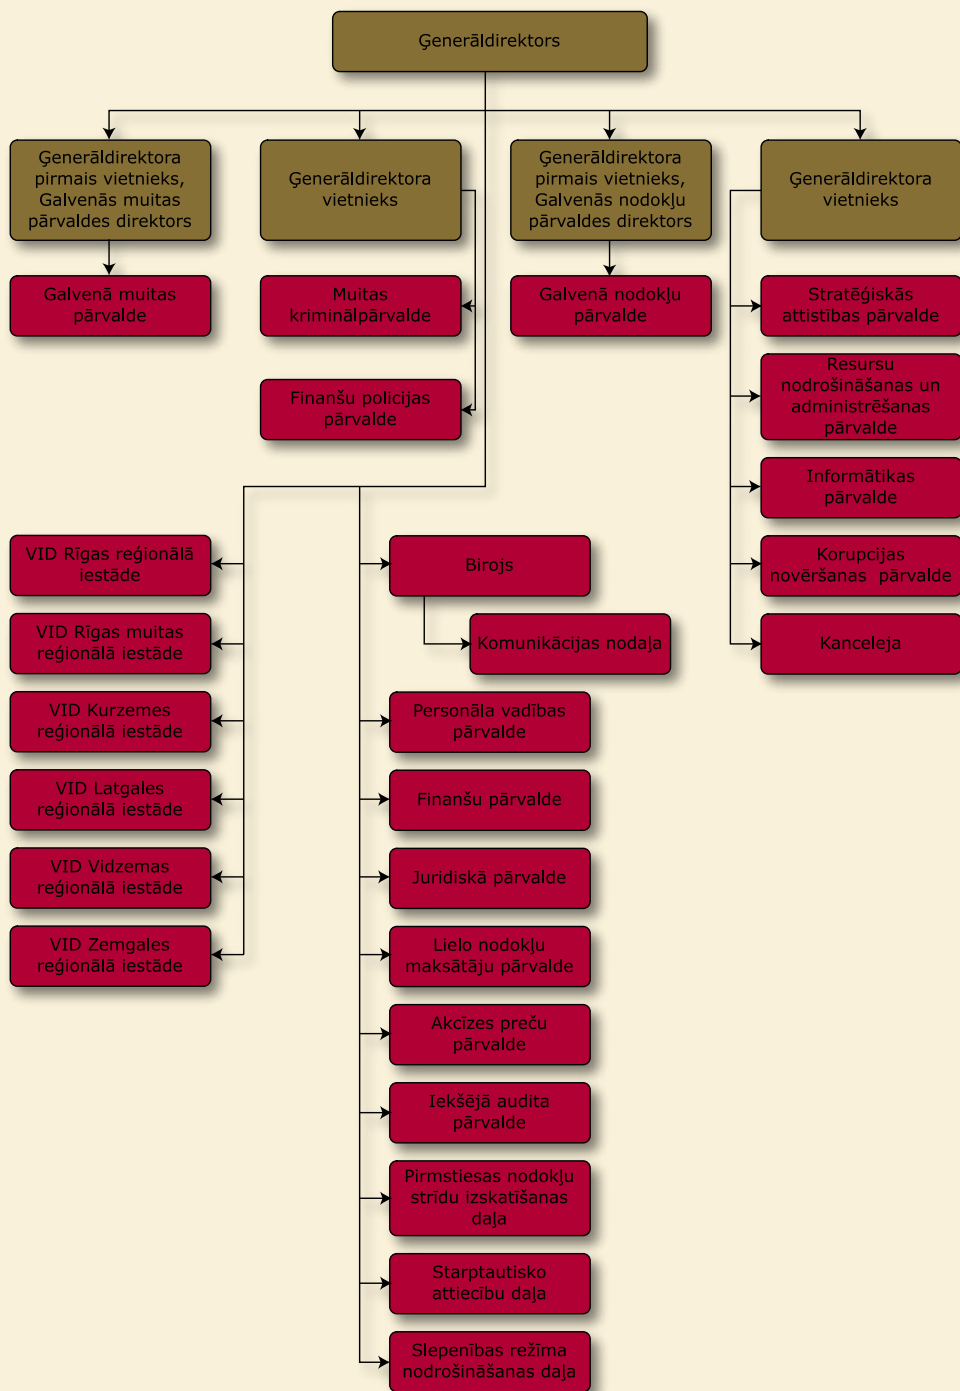 Ģenerāldirektors
Ģenerāldirektora
pirmais vietnieks,
Galvenās muitas
pārvaldes direktors
Ģenerāldirektora
vietnieks
Ģenerāldirektora
pirmais vietnieks,
Galvenās nodokļu
pārvaldes direktors
Ģenerāldirektora
vietnieks
Galvenā muitas
pārvalde
Muitas
kriminālpārvalde
Finanšu policijas
pārvalde
Galvenā nodokļu
pārvalde
Stratēģiskās
attistības pārvalde
Resursu
nodrošināšanas un
administrēšanas
pārvalde
Informātikas
pārvalde
Korupcijas
novēršanas pārvalde
Kanceleja
VID Rīgas reģionālā
iestāde
VID Rīgas muitas
reģionālā iestāde
VID Kurzemes
reģionālā iestāde
VID Latgales
reģionālā iestāde
VID Vidzemas
reģionālā iestāde
VID Zemgales
reģionālā iestāde
Birojs
Komunikācijas nodaļa
Personāla vadības
pārvalde
Finanšu pārvalde
Juridiskā pārvalde
Lielo nodokļu
maksātāju pārvalde
Akcīzes preču
pārvalde
Iekšējā audita
pārvalde
Pirmstiesas nodokļu
strīdu izskatīšanas
daļa
Starptautisko
attiecību daļa
Slepenības režīma
nodrošināšanas daļa